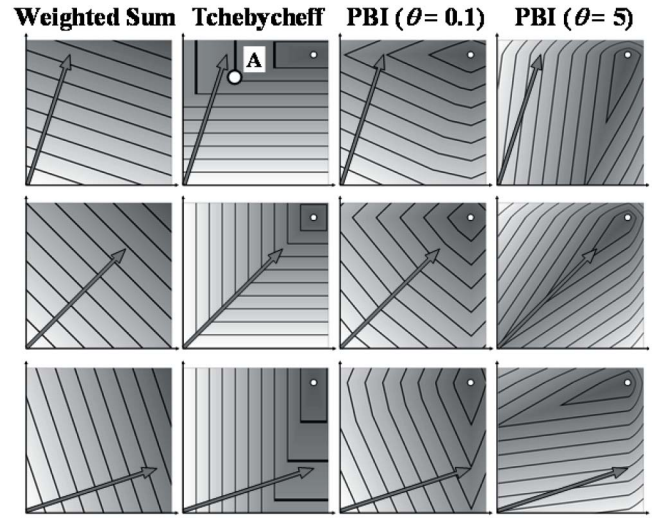 Weighted Sum Tchebycheff PBI (θ= 0.1) PBI (θ= 5)
A